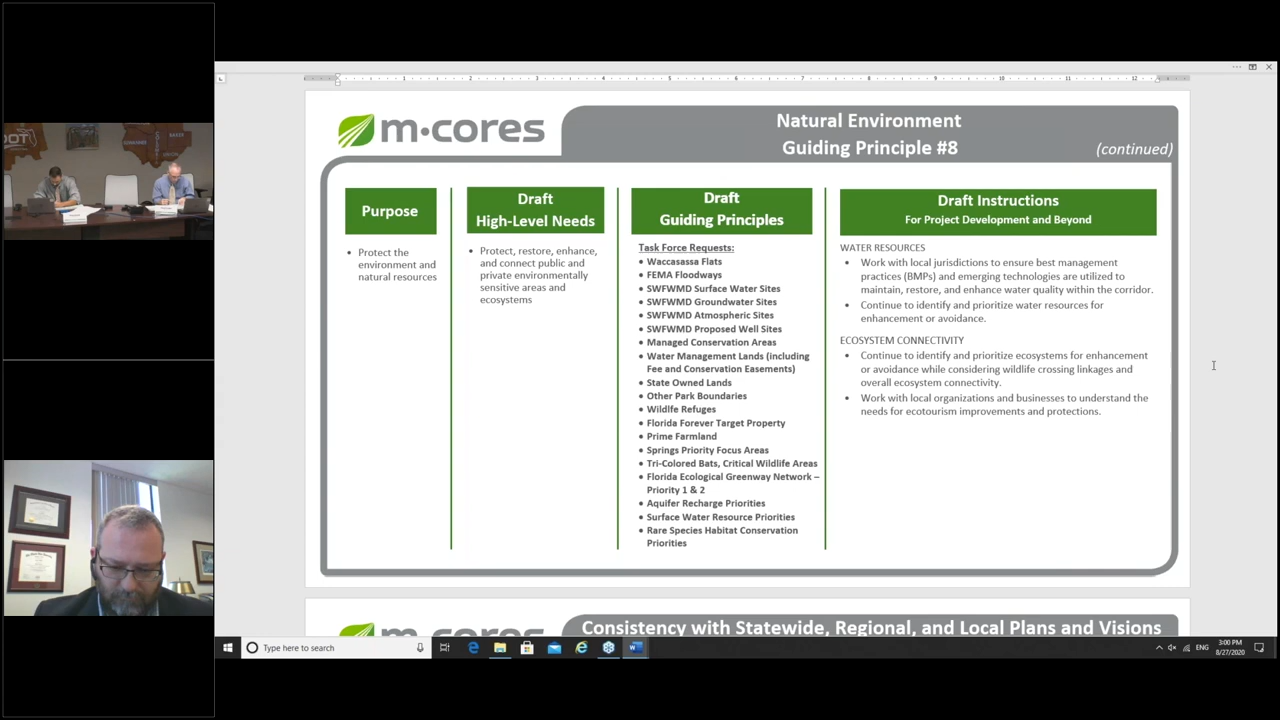 m·cores
Natural Environment
Guiding Principle #8
(continued)
Purpose
• Protect the
environment and
natural resources
Draft
High-Level Needs
• Protect, restore, enhance,
and connect public and
private environmentally
sensitive areas and
ecosystems
Draft
Guiding Principles
Task Force Requests:
• Waccasassa Flats
• FEMA Floodways
• SWFWMD Surface Water Sites
• SWFWMD Groundwater Sites
• SWFWMD Atmospheric Sites
• SWFWMD Proposed Well Sites
• Managed Conservation Areas
• Water Management Lands (including
Fee and Conservation Easements)
• State Owned Lands
• Other Park Boundaries
• Wildlfe Refuges
• Florida Forever Target Property
• Prime Farmland
• Springs Priority Focus Areas
• Tri-Colored Bats, Critical Wildlife Areas
• Florida Ecological Greenway Network –
Priority 1 & 2
• Aquifer Recharge Priorities
• Surface Water Resource Priorities
• Rare Species Habitat Conservation
Priorities
Draft Instructions
For Project Development and Beyond
WATER RESOURCES
• Work with local jurisdictions to ensure best management
practices (BMPs) and emerging technologies are utilized to
maintain, restore, and enhance water quality within the corridor.
• Continue to identify and prioritize water resources for
enhancement or avoidance.
ECOSYSTEM CONNECTIVITY
• Continue to identify and prioritize ecosystems for enhancement
or avoidance while considering wildlife crossing linkages and
overall ecosystem connectivity.
• Work with local organizations and businesses to understand the
needs for ecotourism improvements and protections.
m·cores
Consistency with Statewide, Regional, and Local Plans and Visions
Type here to search
ENG
3:00 PM
8/27/2020